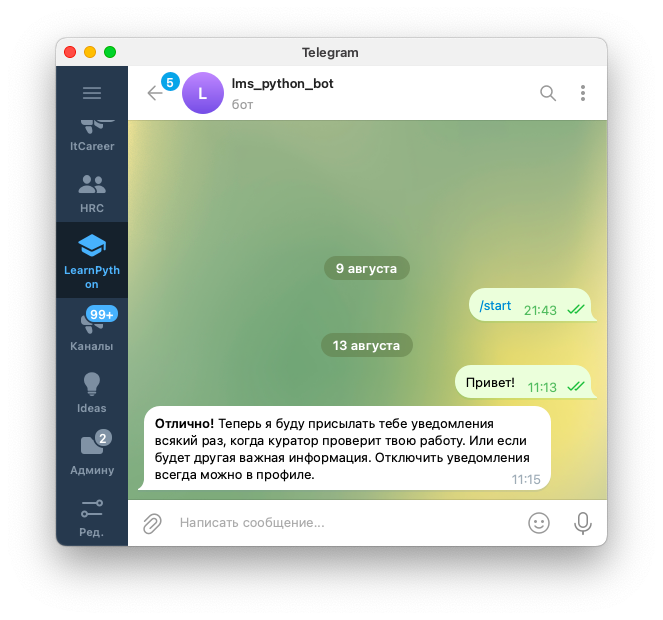 Telegram
5
L
lms_python_bot
бот
ItCareer
HRC
LearnPyth
on
99+
Каналы
Ideas
2
Админу
Ред.
9 августа
/start 21:43
13 августа
Привет! 11:13
Отлично! Теперь я буду присылать тебе уведомления
всякий раз, когда куратор проверит твою работу. Или если
будет другая важная информация. Отключить уведомления
всегда можно в профиле. 11:15
Написать сообщение...